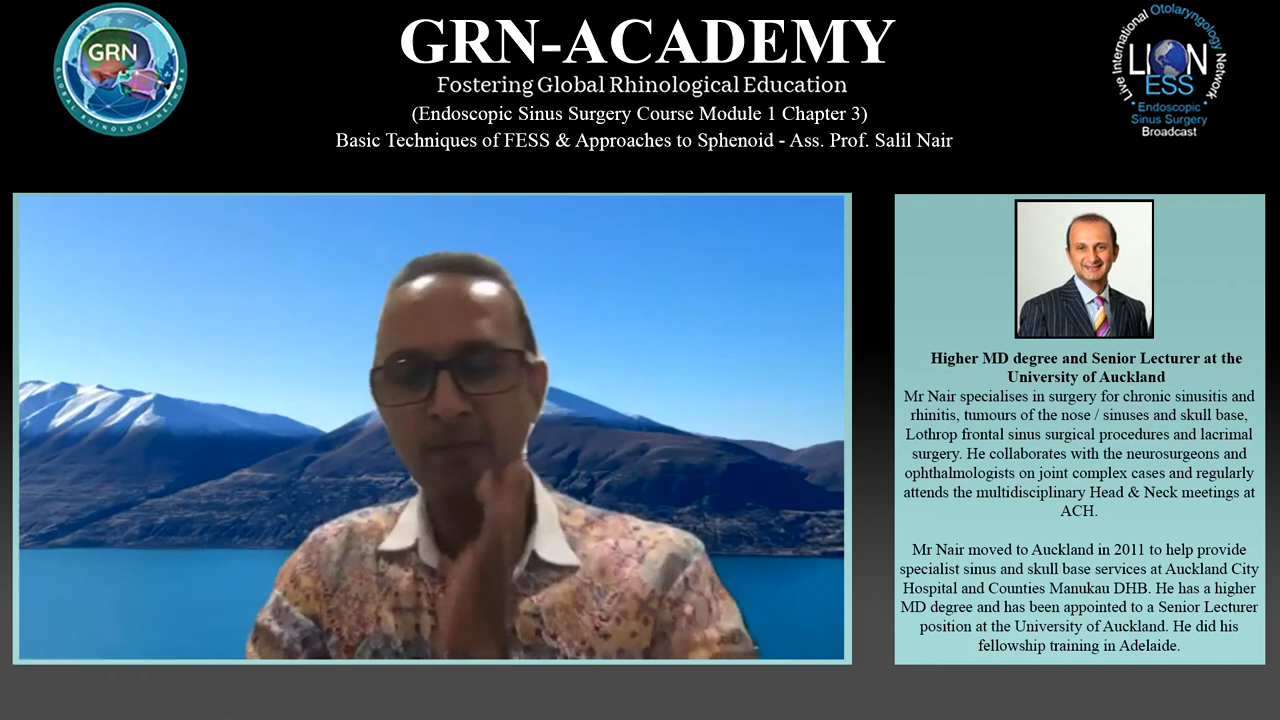 GRN-ACADEMY
Fostering Global Rhinological Education
(Endoscopic Sinus Surgery Course Module 1 Chapter 3)
Basic Techniques of FESS & Approaches to Sphenoid - Ass. Prof. Salil Nair
GRN
GLOBAL RHINOLOGY NETWORK
Live International Otolaryngology Network
LION
ESS
• Endoscopic •
Sinus Surgery
Broadcast
Higher MD degree and Senior Lecturer at the
University of Auckland
Mr Nair specialises in surgery for chronic sinusitis and
rhinitis, tumours of the nose / sinuses and skull base,
Lothrop frontal sinus surgical procedures and lacrimal
surgery. He collaborates with the neurosurgeons and
ophthalmologists on joint complex cases and regularly
attends the multidisciplinary Head & Neck meetings at
ACH.
Mr Nair moved to Auckland in 2011 to help provide
specialist sinus and skull base services at Auckland City
Hospital and Counties Manukau DHB. He has a higher
MD degree and has been appointed to a Senior Lecturer
position at the University of Auckland. He did his
fellowship training in Adelaide.